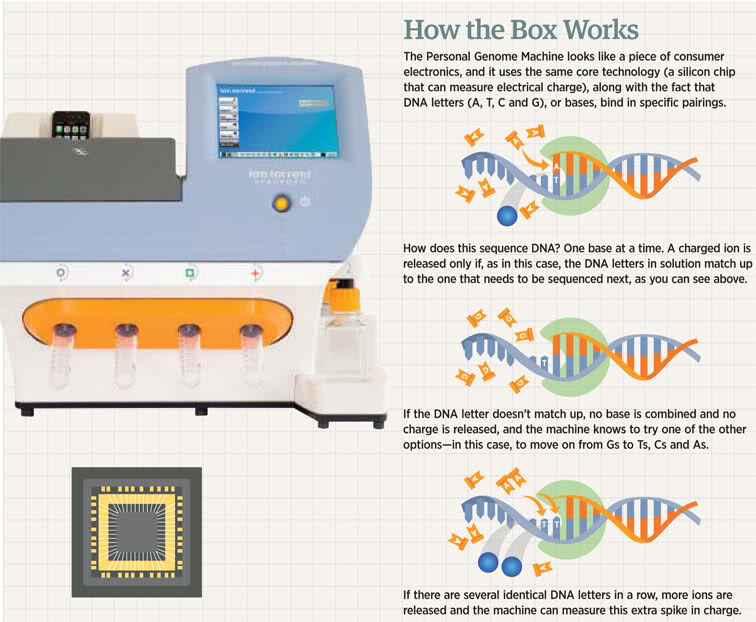 How the Box Works
The Personal Genome Machine looks like a piece of consumer
electronics, and it uses the same core technology (a silicon chip
that can measure electrical charge), along with the fact that
DNA letters (A, T, C and G), or bases, bind in specific pairings.
A
A
A
A
T
A
A
A
How does this sequence DNA? One base at a time. A charged ion is
released only if, as in this case, the DNA letters in solution match up
to the one that needs to be sequenced next, as you can see above.
G
G
G
T
G
G
If the DNA letter doesn’t match up, no base is combined and no
charge is released, and the machine knows to try one of the other
options—in this case, to move on from Gs to Ts, Cs and As.
A
A
A
T T
A
A
If there are several identical DNA letters in a row, more ions are
released and the machine can measure this extra spike in charge.
ion torrent
ion torrent